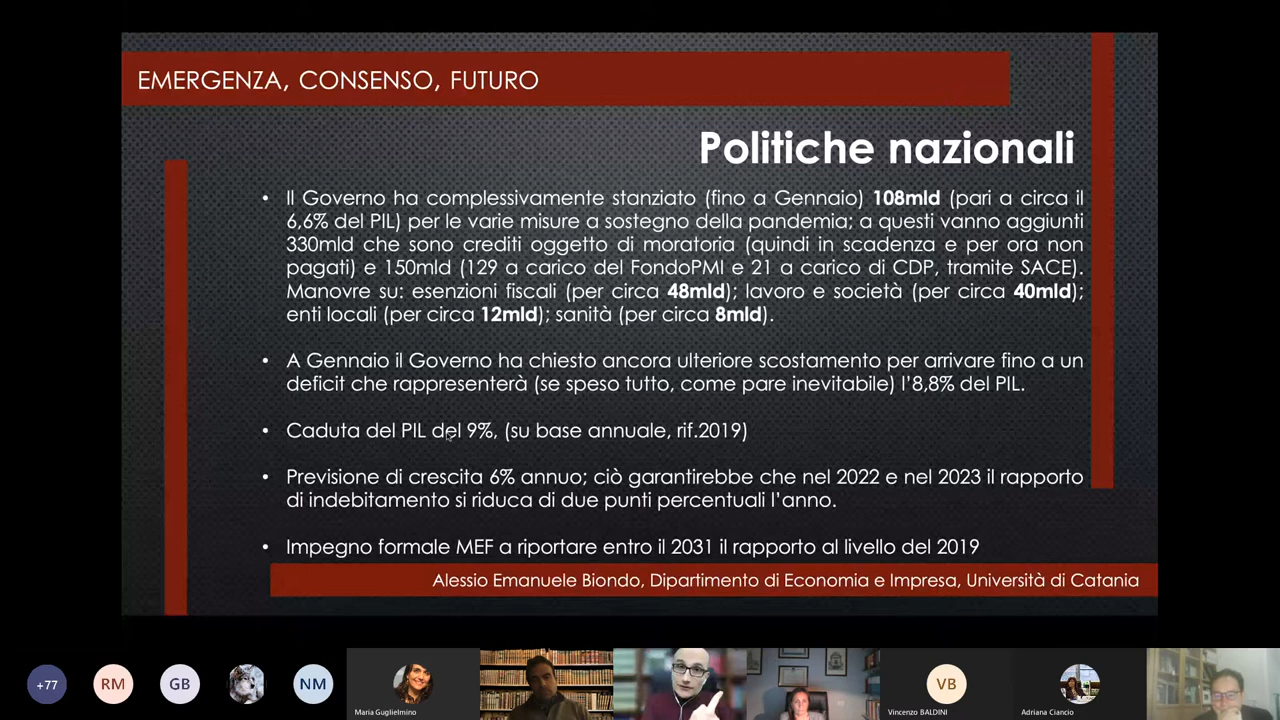 EMERGENZA, CONSENSO, FUTURO
Politiche nazionali
• Il Governo ha complessivamente stanziato (fino a Gennaio) 108mld (pari a circa il
6,6% del PIL) per le varie misure a sostegno della pandemia; a questi vanno aggiunti
330mld che sono crediti oggetto di moratoria (quindi in scadenza e per ora non
pagati) e 150mld (129 a carico del FondoPMI e 21 a carico di CDP, tramite SACE).
Manovre su: esenzioni fiscali (per circa 48mld); lavoro e società (per circa 40mld);
enti locali (per circa 12mld); sanità (per circa 8mld).
• A Gennaio il Governo ha chiesto ancora ulteriore scostamento per arrivare fino a un
deficit che rappresenterà (se speso tutto, come pare inevitabile) l'8,8% del PIL.
• Caduta del PIL del 9%, (su base annuale, rif.2019)
• Previsione di crescita 6% annuo; ciò garantirebbe che nel 2022 e nel 2023 il rapporto
di indebitamento si riduca di due punti percentuali l'anno.
• Impegno formale MEF a riportare entro il 2031 il rapporto al livello del 2019
Alessio Emanuele Biondo, Dipartimento di Economia e Impresa, Università di Catania
+77
RM
GB
NM
VB
Maria Guglielmino
Vincenzo BALDINI
Adriana Ciancio